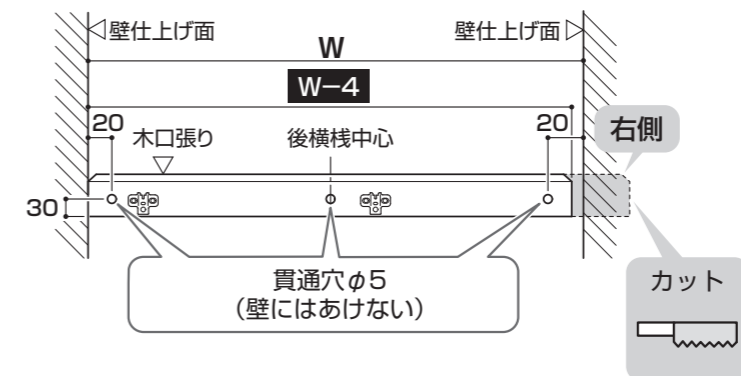 壁仕上げ面
壁仕上げ面
W
W−4
20
20
木口張り
後横桟中心
右側
30
貫通穴φ5
（壁にはあけない）
カット